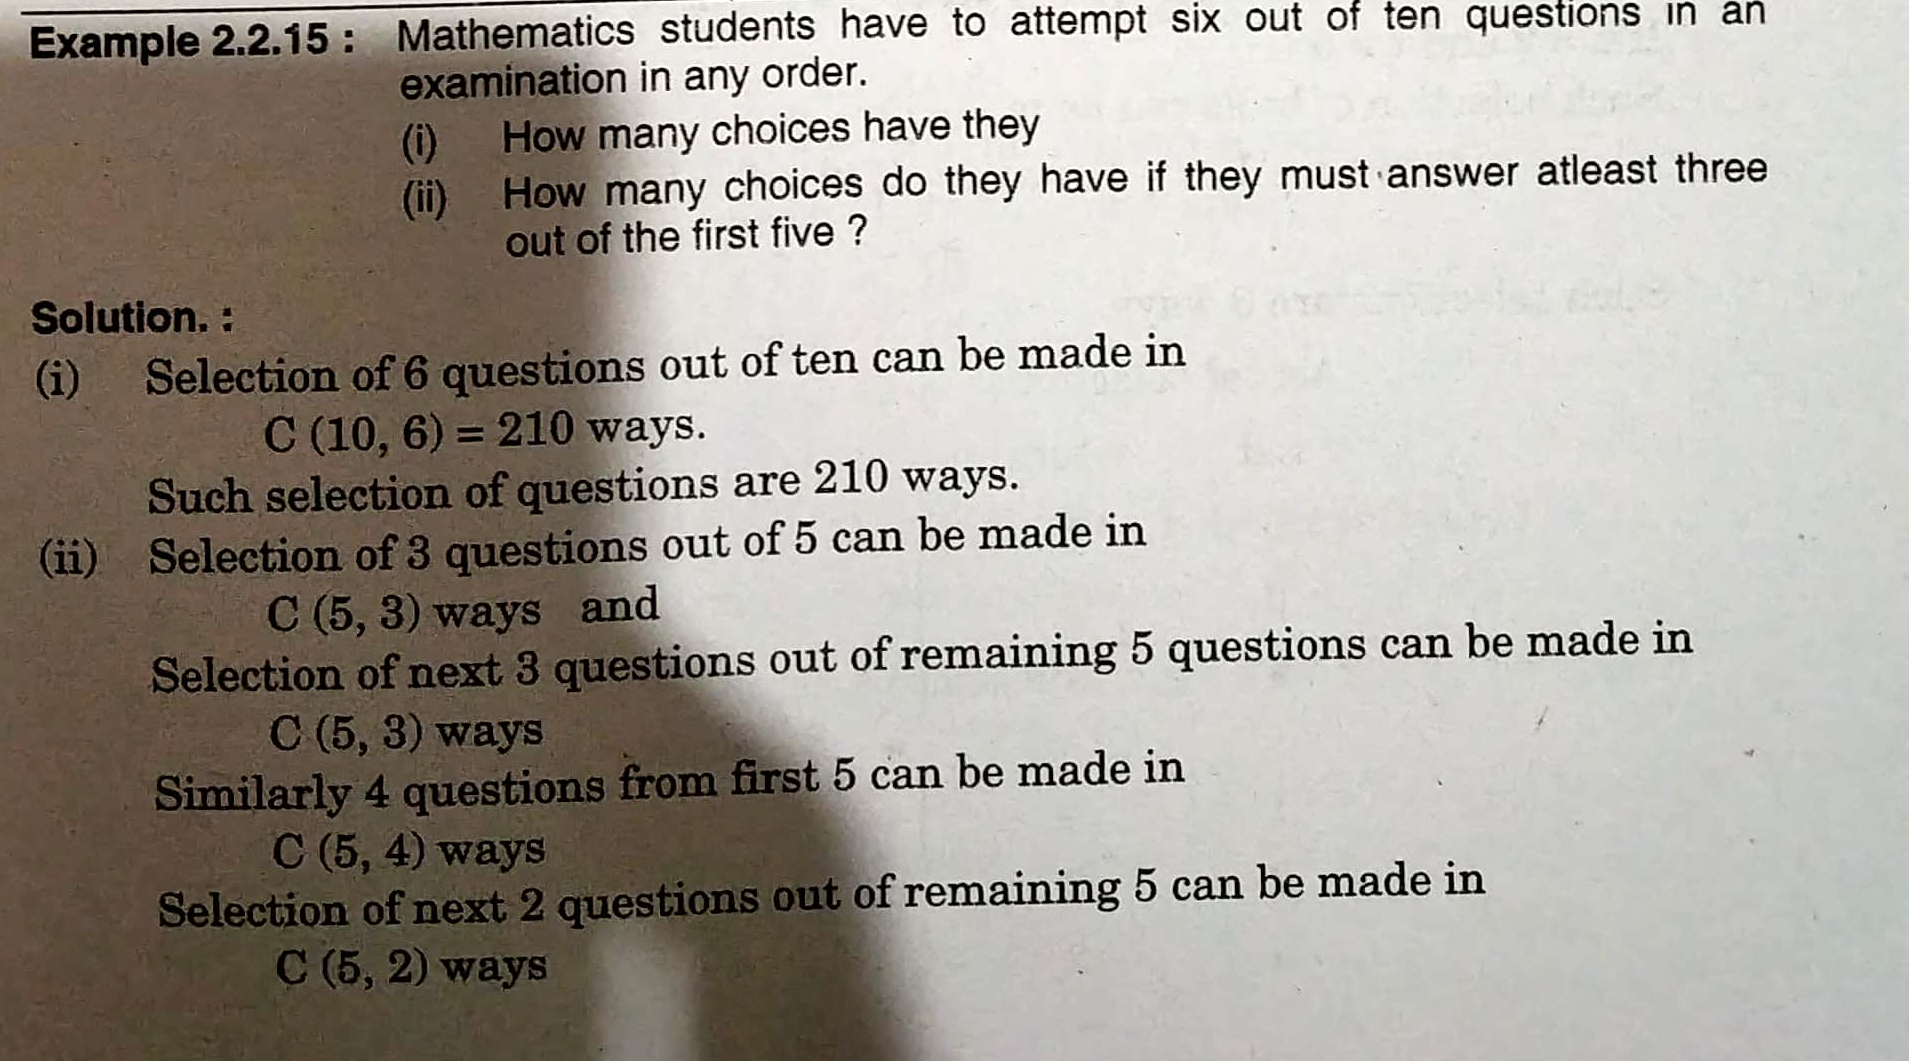 Example 2.2.15 : Mathematics students have to attempt six out of ten questions in an
examination in any order.
(i) How many choices have they
(ii) How many choices do they have if they must answer atleast three
out of the first five ?
Solution. :
(i) Selection of 6 questions out of ten can be made in
C (10, 6) = 210 ways.
Such selection of questions are 210 ways.
(ii) Selection of 3 questions out of 5 can be made in
C (5, 3) ways and
Selection of next 3 questions out of remaining 5 questions can be made in
C (5, 3) ways
Similarly 4 questions from first 5 can be made in
C (5, 4) ways
Selection of next 2 questions out of remaining 5 can be made in
C (5, 2) ways